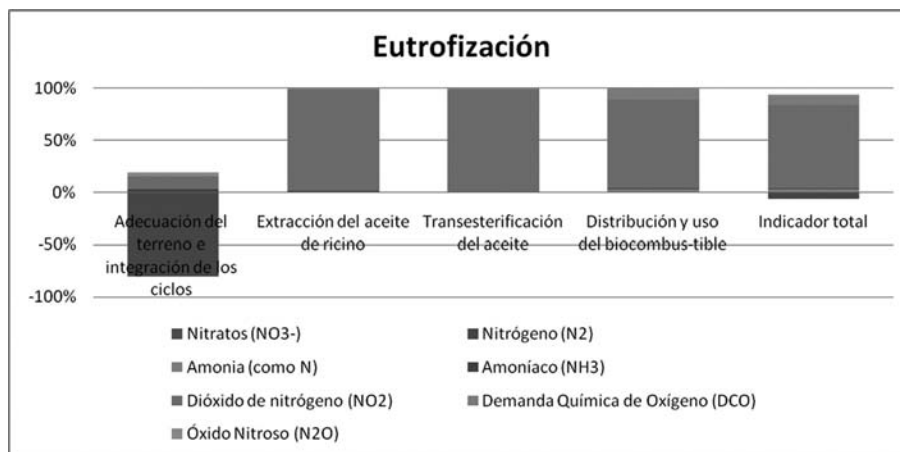 Eutrofización
100%
50%
0%
-50%
-100%
Adecuación del
terreno e
integración de los
ciclos
Extracción del aceite
de ricino
Transesterificación
del aceite
Distribución y uso
del biocombus-tible
Indicador total
Nitratos (NO3-)
Nitrógeno (N2)
Amonia (como N)
Amoníaco (NH3)
Dióxido de nitrógeno (NO2)
Demanda Química de Oxígeno (DCO)
Óxido Nitroso (N2O)